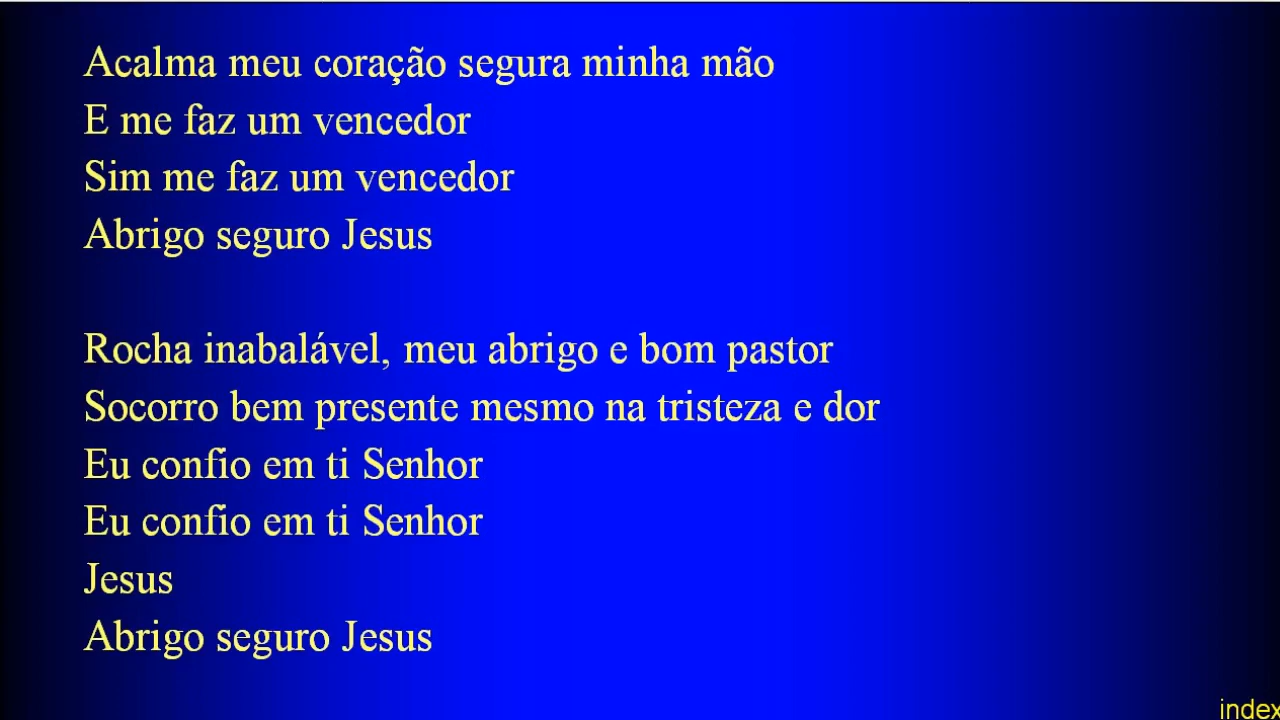 Acalma meu coração segura minha mão
E me faz um vencedor
Sim me faz um vencedor
Abrigo seguro Jesus
Rocha inabalável, meu abrigo e bom pastor
Socorro bem presente mesmo na tristeza e dor
Eu confio em ti Senhor
Eu confio em ti Senhor
Jesus
Abrigo seguro Jesus
index